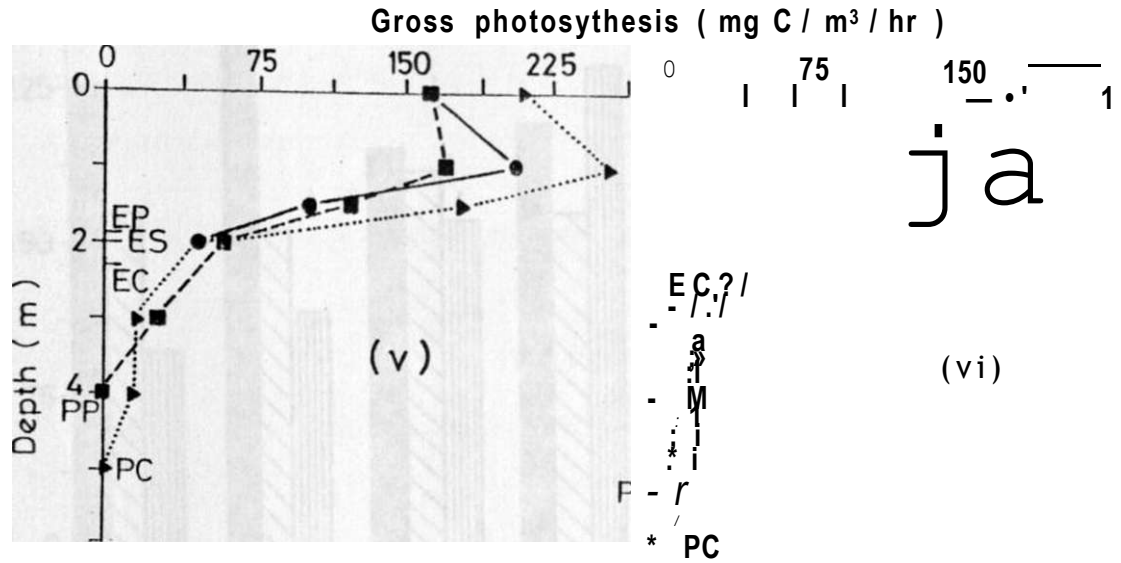 Gross photosythesis ( mg C / m³ / hr )
0 75 150 225
0 75 150
0
EP
2 ES
EC
Depth ( m )
(v)
4
PP
PC
EC
(vi)
P
PC